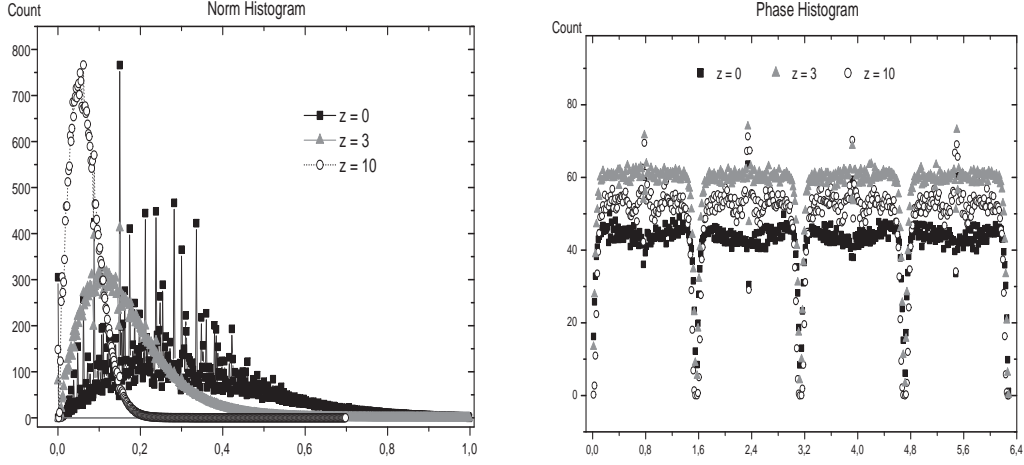 Norm Histogram
Count
800
700
600
500
400
300
200
100
0
0,0 0,2 0,4 0,6 0,8 1,0
z = 0
z = 3
z = 10
Phase Histogram
Count
80
60
40
20
0
0,0 0,8 1,6 2,4 3,2 4,0 4,8 5,6 6,4
z = 0 z = 3 z = 10